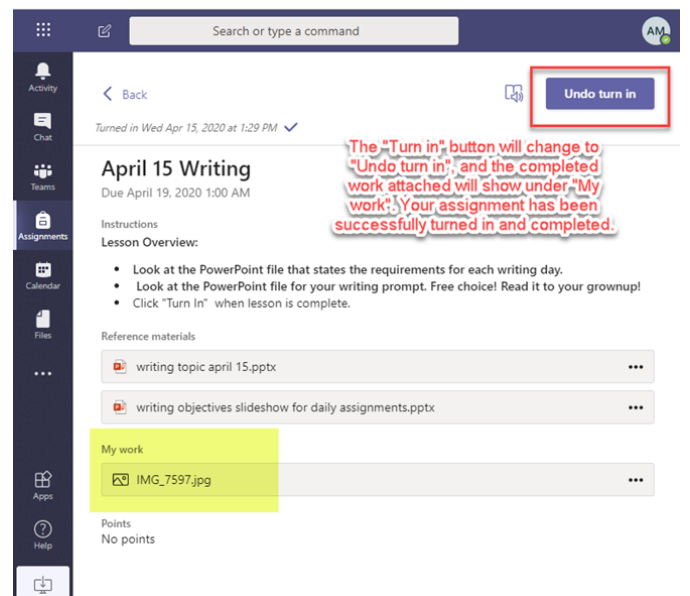 Search or type a command
AM
Activity
Chat
Teams
Assignments
Calendar
Files
Apps
Help
Back
Undo turn in
Turned in Wed Apr 15, 2020 at 1:29 PM
The "Turn in" button will change to
"Undo turn in", and the completed
work attached will show under "My
work". Your assignment has been
successfully turned in and completed.
April 15 Writing
Due April 19, 2020 1:00 AM
Instructions
Lesson Overview:
• Look at the PowerPoint file that states the requirements for each writing day.
• Look at the PowerPoint file for your writing prompt. Free choice! Read it to your grownup!
• Click "Turn In" when lesson is complete.
Reference materials
writing topic april 15.pptx
writing objectives slideshow for daily assignments.pptx
My work
IMG_7597.jpg
Points
No points